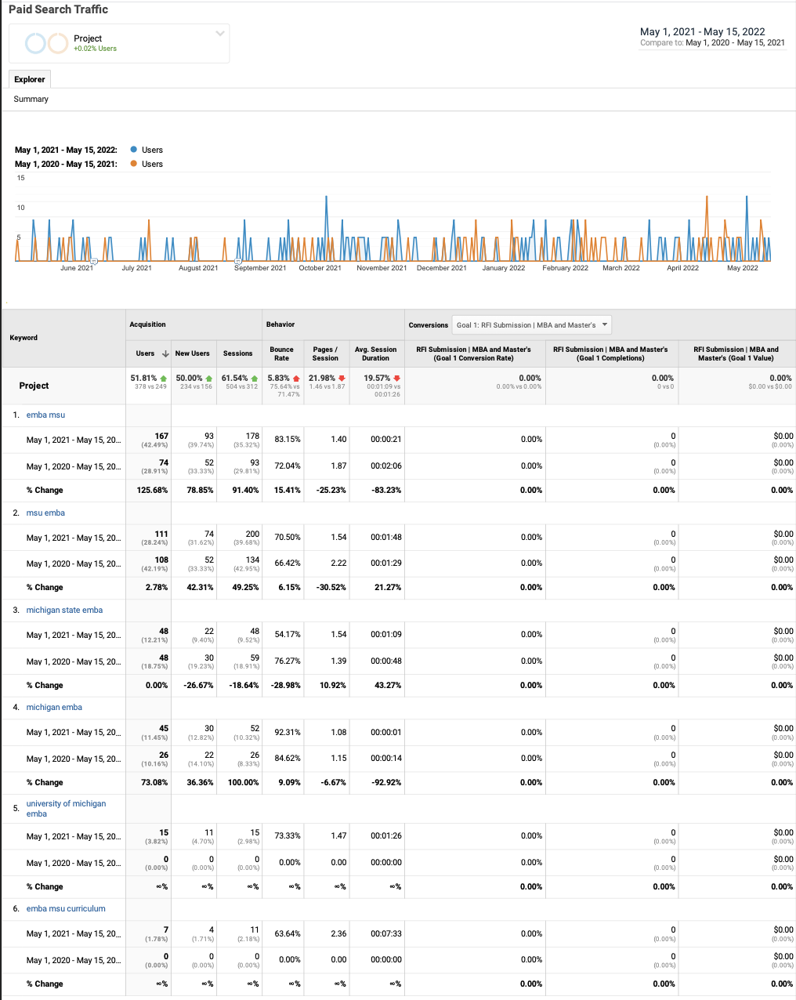 Paid Search Traffic
Project
+0.02% Users
May 1, 2021 - May 15, 2022
Compare to: May 1, 2020 - May 15, 2021
Explorer
Summary
May 1, 2021 - May 15, 2022: Users
May 1, 2020 - May 15, 2021: Users
15
10
5
June 2021 July 2021 August 2021 September 2021 October 2021 November 2021 December 2021 January 2022 February 2022 March 2022 April 2022 May 2022
Keyword
Acquisition Behavior Conversions Goal 1: RFI Submission | MBA and Master's
Users New Users Sessions Bounce Rate Pages / Session Avg. Session Duration RFI Submission | MBA and Master's (Goal 1 Conversion Rate) RFI Submission | MBA and Master's (Goal 1 Completions) RFI Submission | MBA and Master's (Goal 1 Value)
Project 51.81% 50.00% 61.54% 5.83% 21.98% 19.57% 0.00% 0.00% 0.00%
378 vs 249 234 vs 156 504 vs 312 75.64% vs 71.47% 1.46 vs 1.87 00:01:09 vs 00:01:26 0.00% vs 0.00% 0 vs 0 $0.00 vs $0.00
1. emba msu
May 1, 2021 - May 15, 20... 167 93 178 83.15% 1.40 00:00:21 0.00% 0 $0.00
(42.49%) (39.74%) (35.32%) (0.00%) (0.00%)
May 1, 2020 - May 15, 20... 74 52 93 72.04% 1.87 00:02:06 0.00% 0 $0.00
(28.91%) (33.33%) (29.81%) (0.00%) (0.00%)
% Change 125.68% 78.85% 91.40% 15.41% -25.23% -83.23% 0.00% 0.00% 0.00%
2. msu emba
May 1, 2021 - May 15, 20... 111 74 200 70.50% 1.54 00:01:48 0.00% 0 $0.00
(28.24%) (31.62%) (39.68%) (0.00%) (0.00%)
May 1, 2020 - May 15, 20... 108 52 134 66.42% 2.22 00:01:29 0.00% 0 $0.00
(42.19%) (33.33%) (42.95%) (0.00%) (0.00%)
% Change 2.78% 42.31% 49.25% 6.15% -30.52% 21.27% 0.00% 0.00% 0.00%
3. michigan state emba
May 1, 2021 - May 15, 20... 48 22 48 54.17% 1.54 00:01:09 0.00% 0 $0.00
(12.21%) (9.40%) (9.52%) (0.00%) (0.00%)
May 1, 2020 - May 15, 20... 48 30 59 76.27% 1.39 00:00:48 0.00% 0 $0.00
(18.75%) (19.23%) (18.91%) (0.00%) (0.00%)
% Change 0.00% -26.67% -18.64% -28.98% 10.92% 43.27% 0.00% 0.00% 0.00%
4. michigan emba
May 1, 2021 - May 15, 20... 45 30 52 92.31% 1.08 00:00:01 0.00% 0 $0.00
(11.45%) (12.82%) (10.32%) (0.00%) (0.00%)
May 1, 2020 - May 15, 20... 26 22 26 84.62% 1.15 00:00:14 0.00% 0 $0.00
(10.16%) (14.10%) (8.33%) (0.00%) (0.00%)
% Change 73.08% 36.36% 100.00% 9.09% -6.67% -92.92% 0.00% 0.00% 0.00%
5. university of michigan
emba
May 1, 2021 - May 15, 20... 15 11 15 73.33% 1.47 00:01:26 0.00% 0 $0.00
(3.82%) (4.70%) (2.98%) (0.00%) (0.00%)
May 1, 2020 - May 15, 20... 0 0 0 0.00% 0.00 00:00:00 0.00% 0 $0.00
(0.00%) (0.00%) (0.00%) (0.00%) (0.00%)
% Change ∞% ∞% ∞% ∞% ∞% ∞% 0.00% 0.00% 0.00%
6. emba msu curriculum
May 1, 2021 - May 15, 20... 7 4 11 63.64% 2.36 00:07:33 0.00% 0 $0.00
(1.78%) (1.71%) (2.18%) (0.00%) (0.00%)
May 1, 2020 - May 15, 20... 0 0 0 0.00% 0.00 00:00:00 0.00% 0 $0.00
(0.00%) (0.00%) (0.00%) (0.00%) (0.00%)
% Change ∞% ∞% ∞% ∞% ∞% ∞% 0.00% 0.00% 0.00%